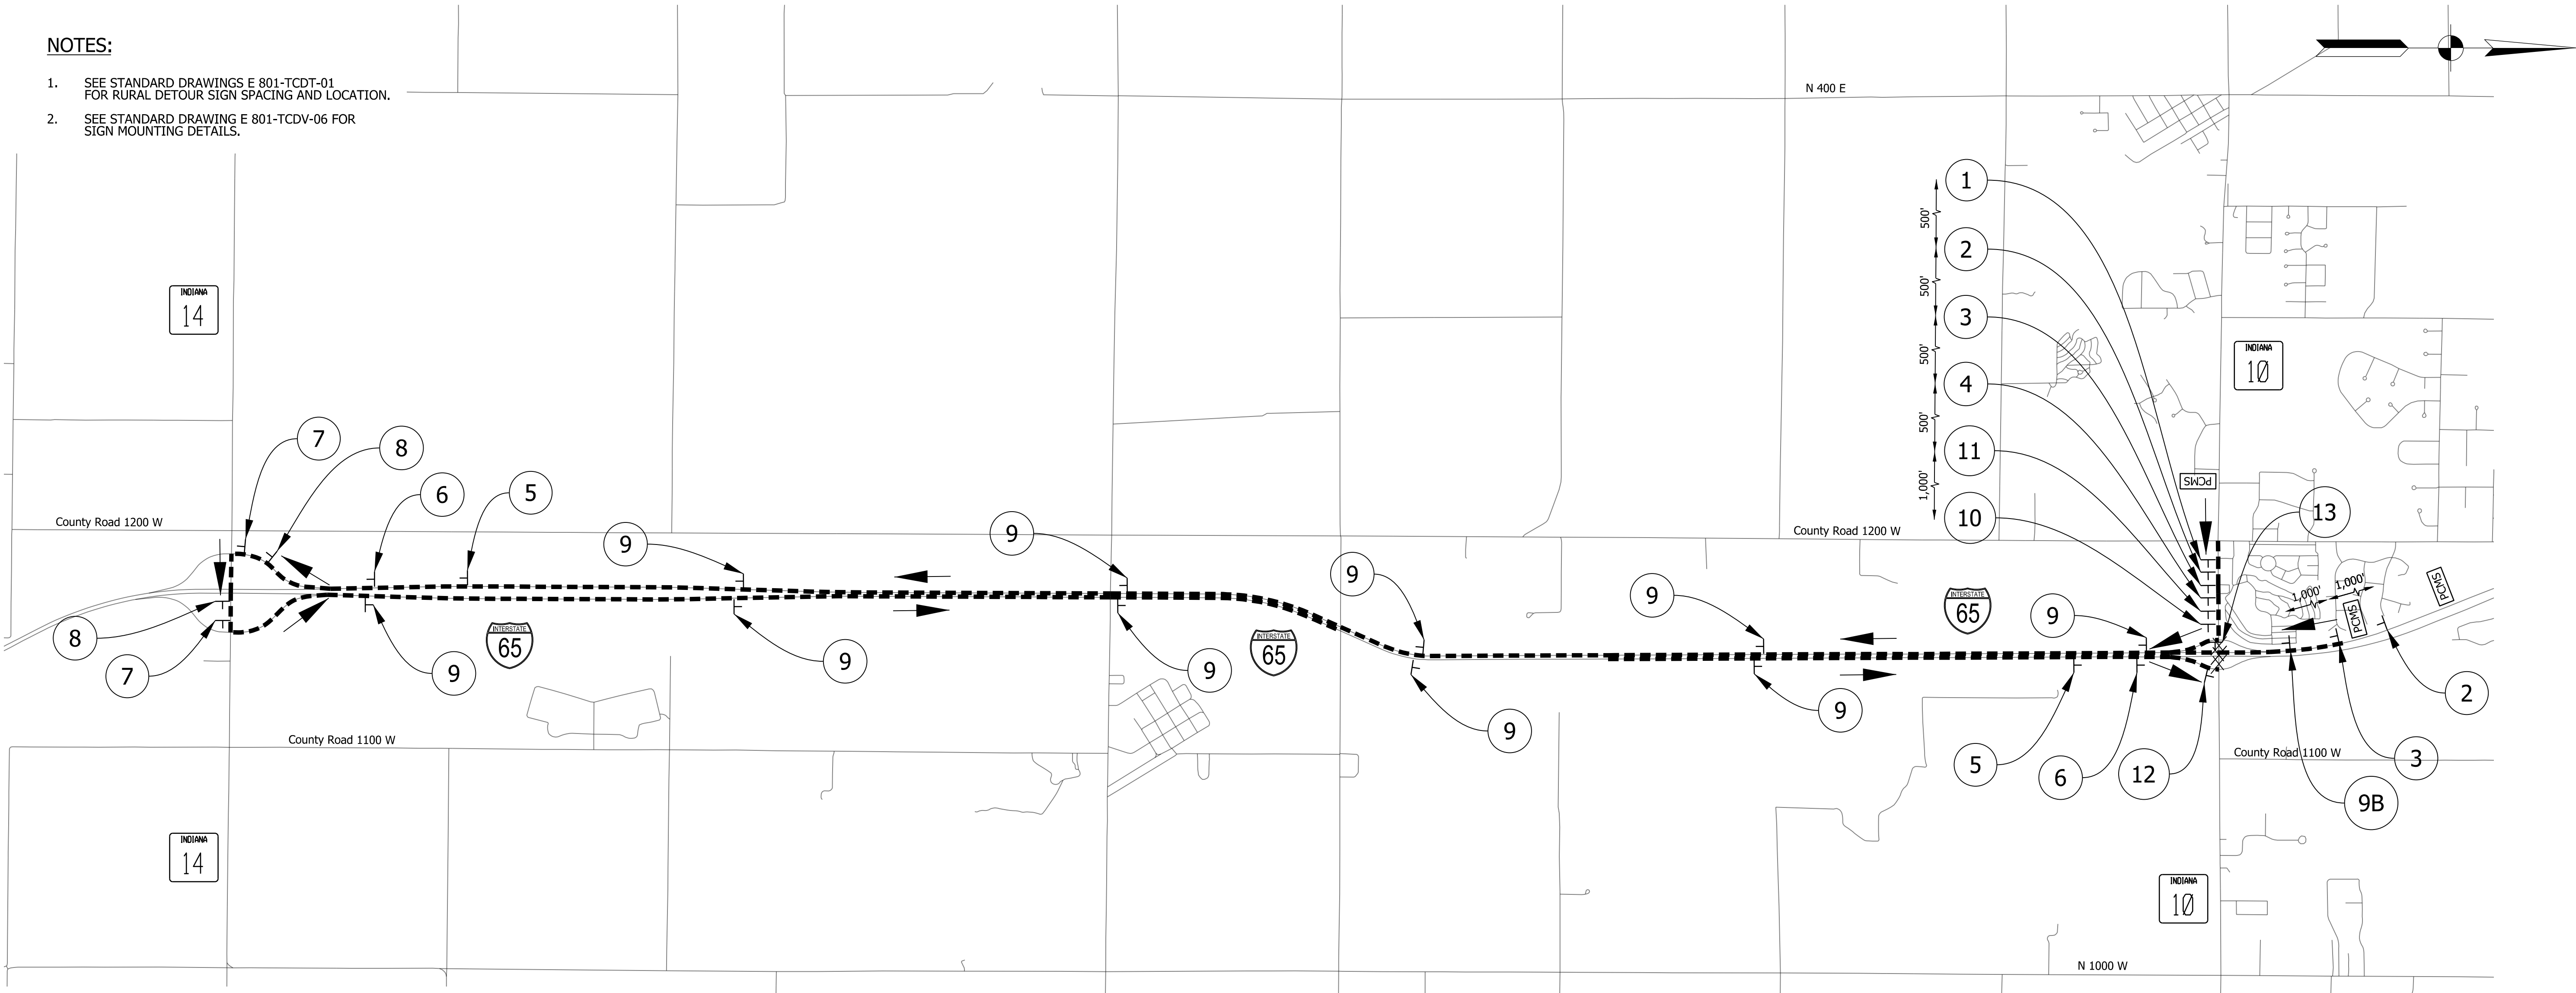 NOTES:
1. SEE STANDARD DRAWINGS E 801-TCDT-01
FOR RURAL DETOUR SIGN SPACING AND LOCATION.
2. SEE STANDARD DRAWING E 801-TCDV-06 FOR
SIGN MOUNTING DETAILS.
N 400 E
1
500'
2
500'
3
500'
4
500'
11
1,000'
10
INDIANA
14
INDIANA
10
PCMS
13
7
8
6
5
9
9
9
9
9
County Road 1200 W
County Road 1200 W
INTERSTATE
65
INTERSTATE
65
INTERSTATE
65
1,000'
1,000'
PCMS
PCMS
8
7
9
9
9
9
9
5
6
12
2
3
9B
County Road 1100 W
County Road 1100 W
INDIANA
14
INDIANA
10
N 1000 W